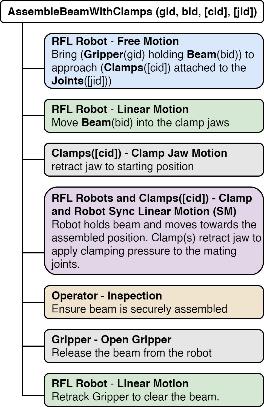 AssembleBeamWithClamps (gid, bid, [cid], [jid])
RFL Robot - Free Motion
Bring (Gripper(gid) holding Beam(bid)) to
approach (Clamps([cid] attached to the
Joints([jid]))
RFL Robot - Linear Motion
Move Beam(bid) into the clamp jaws
Clamps([cid]) - Clamp Jaw Motion
retract jaw to starting position
RFL Robots and Clamps([cid]) - Clamp
and Robot Sync Linear Motion (SM)
Robot holds beam and moves towards the
assembled position. Clamp(s) retract jaw to
apply clamping pressure to the mating
joints.
Operator - Inspection
Ensure beam is securely assembled
Gripper - Open Gripper
Release the beam from the robot
RFL Robot - Linear Motion
Retrack Gripper to clear the beam.